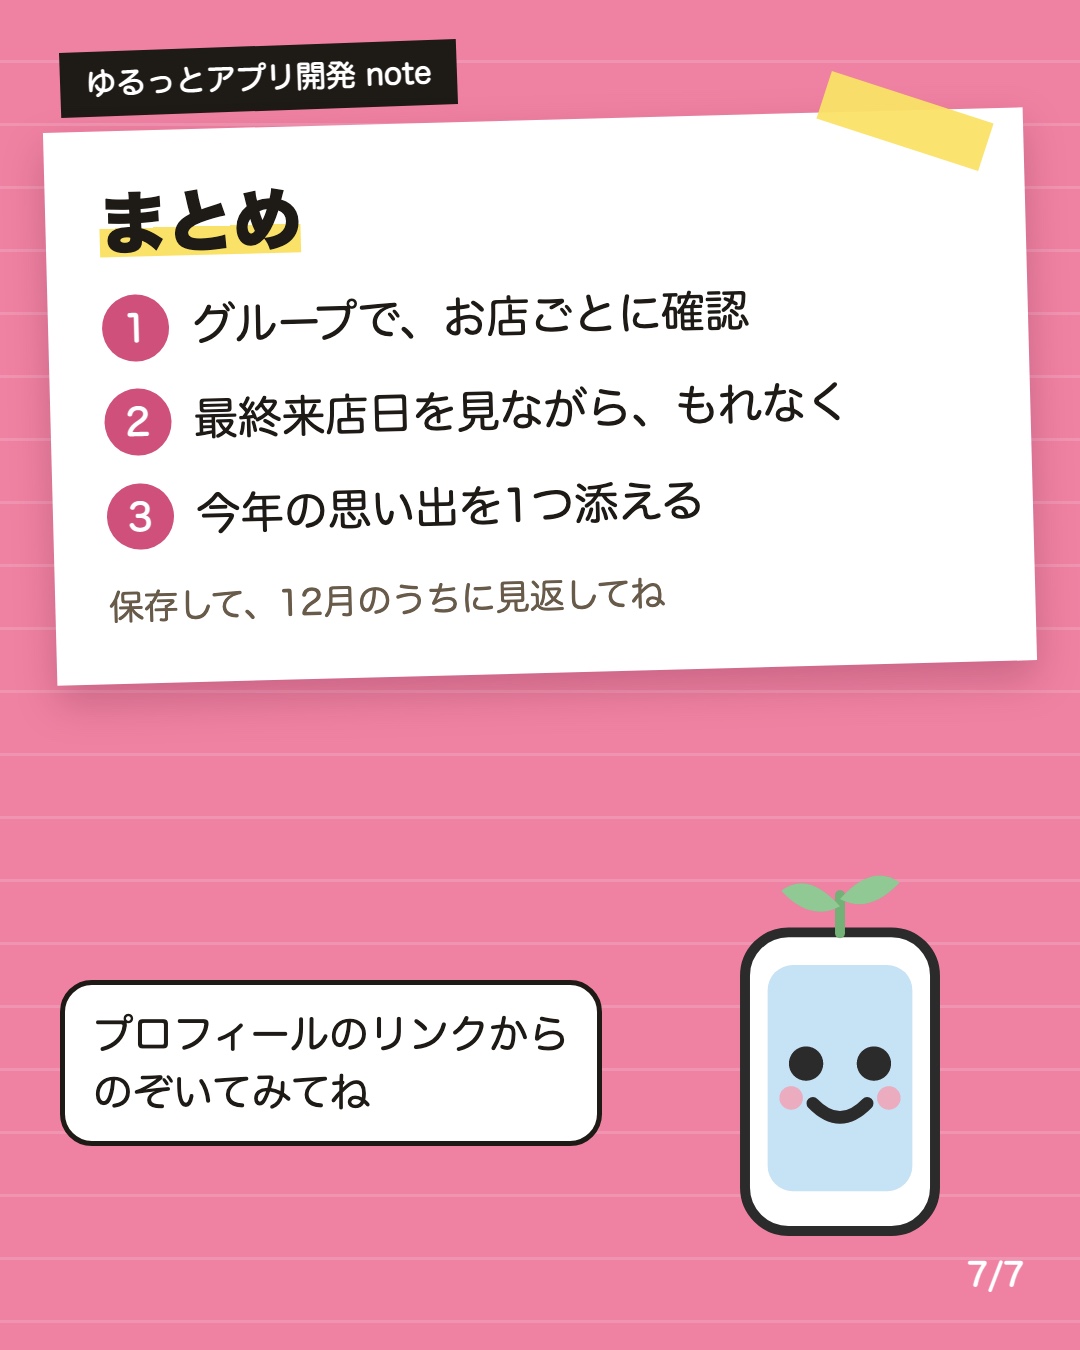 ゆるっとアプリ開発 note
まとめ
1 グループで、お店ごとに確認
2 最終来店日を見ながら、もれなく
3 今年の思い出を1つ添える
保存して、12月のうちに見返してね
プロフィールのリンクから
のぞいてみてね
7/7